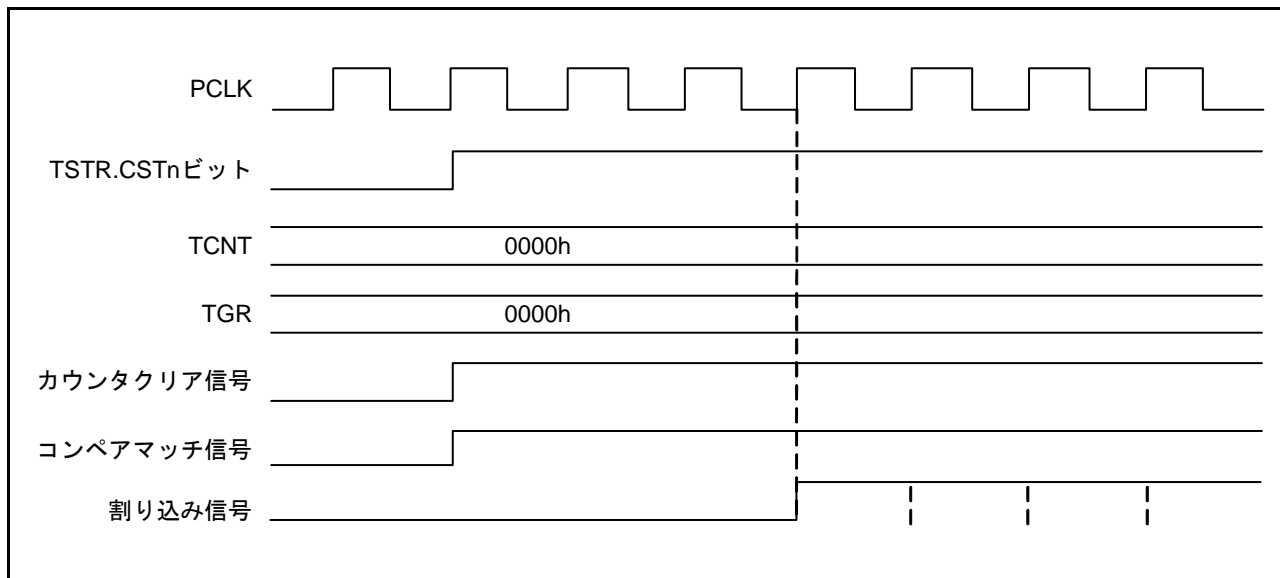 PCLK
TSTR.CSTnビット
TCNT 0000h
TGR 0000h
カウンタクリア信号
コンペアマッチ信号
割り込み信号